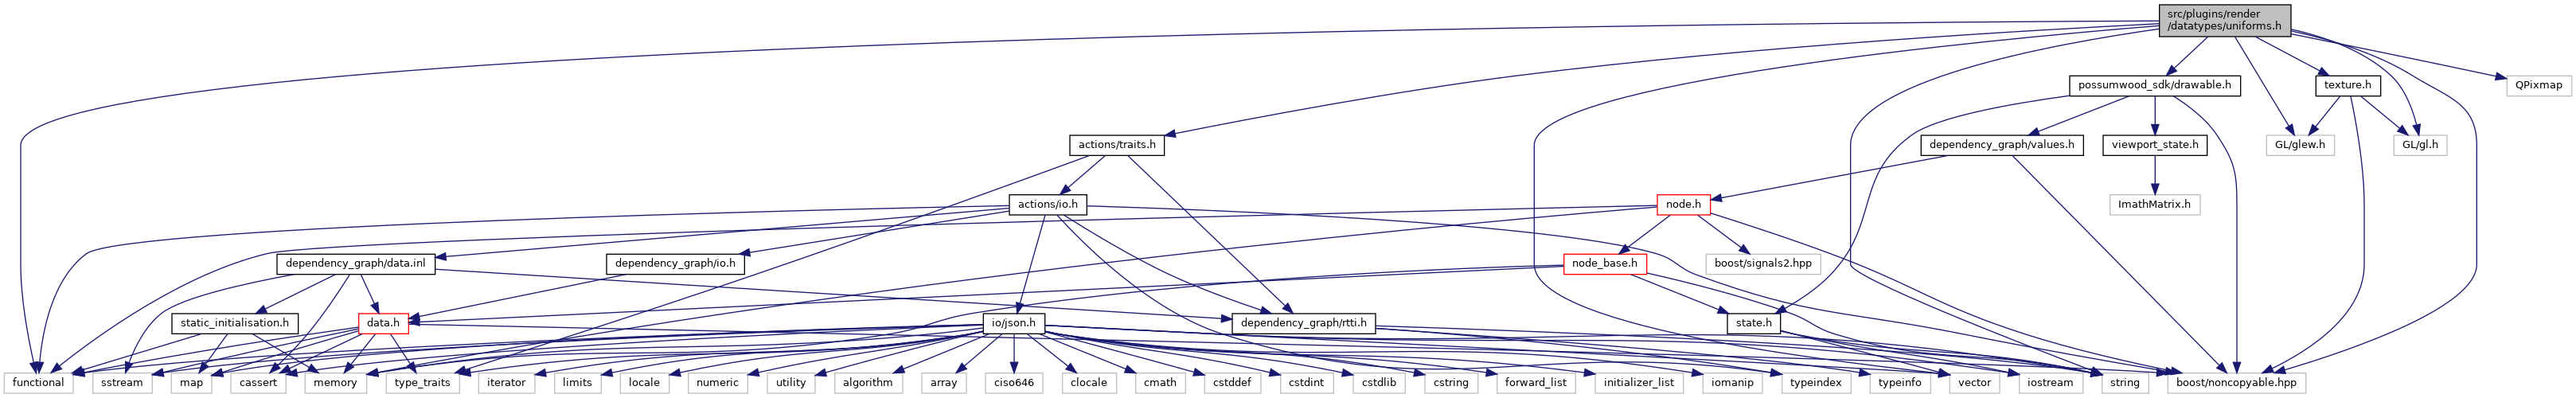 src/plugins/render
/datatypes/uniforms.h
possumwood_sdk/drawable.h
texture.h
QPixmap
actions/traits.h
dependency_graph/values.h
viewport_state.h
GL/glew.h
GL/gl.h
actions/io.h
node.h
ImathMatrix.h
dependency_graph/data.inl
dependency_graph/io.h
node_base.h
boost/signals2.hpp
static_initialisation.h
data.h
io/json.h
dependency_graph/rtti.h
state.h
functional
sstream
map
cassert
memory
type_traits
iterator
limits
locale
numeric
utility
algorithm
array
ciso646
clocale
cmath
cstddef
cstdint
cstdlib
cstring
forward_list
initializer_list
iomanip
typeindex
typeinfo
vector
iostream
string
boost/noncopyable.hpp